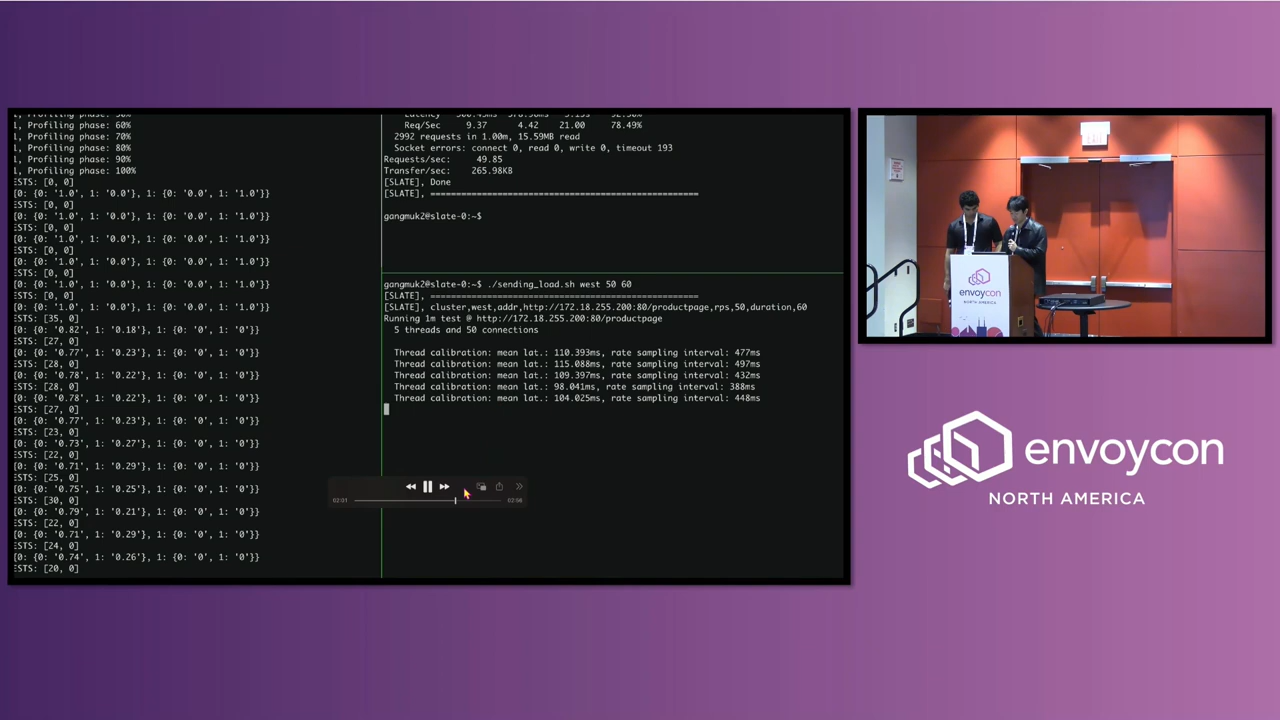 l, Profiling phase: 60%
l, Profiling phase: 70%
l, Profiling phase: 80%
l, Profiling phase: 90%
l, Profiling phase: 100%
ESTS: [0, 0]
[0: {0: '1.0', 1: '0.0'}, 1: {0: '0.0', 1: '1.0'}}
ESTS: [0, 0]
[0: {0: '1.0', 1: '0.0'}, 1: {0: '0.0', 1: '1.0'}}
ESTS: [0, 0]
[0: {0: '1.0', 1: '0.0'}, 1: {0: '0.0', 1: '1.0'}}
ESTS: [0, 0]
[0: {0: '1.0', 1: '0.0'}, 1: {0: '0.0', 1: '1.0'}}
ESTS: [0, 0]
[0: {0: '1.0', 1: '0.0'}, 1: {0: '0.0', 1: '1.0'}}
ESTS: [0, 0]
[0: {0: '1.0', 1: '0.0'}, 1: {0: '0.0', 1: '1.0'}}
ESTS: [35, 0]
[0: {0: '0.82', 1: '0.18'}, 1: {0: '0', 1: '0'}}
ESTS: [27, 0]
[0: {0: '0.77', 1: '0.23'}, 1: {0: '0', 1: '0'}}
ESTS: [28, 0]
[0: {0: '0.78', 1: '0.22'}, 1: {0: '0', 1: '0'}}
ESTS: [28, 0]
[0: {0: '0.78', 1: '0.22'}, 1: {0: '0', 1: '0'}}
ESTS: [27, 0]
[0: {0: '0.77', 1: '0.23'}, 1: {0: '0', 1: '0'}}
ESTS: [23, 0]
[0: {0: '0.73', 1: '0.27'}, 1: {0: '0', 1: '0'}}
ESTS: [22, 0]
[0: {0: '0.71', 1: '0.29'}, 1: {0: '0', 1: '0'}}
ESTS: [25, 0]
[0: {0: '0.75', 1: '0.25'}, 1: {0: '0', 1: '0'}}
ESTS: [30, 0]
[0: {0: '0.79', 1: '0.21'}, 1: {0: '0', 1: '0'}}
ESTS: [22, 0]
[0: {0: '0.71', 1: '0.29'}, 1: {0: '0', 1: '0'}}
ESTS: [24, 0]
[0: {0: '0.74', 1: '0.26'}, 1: {0: '0', 1: '0'}}
ESTS: [20, 0]
Req/Sec 9.37 4.42 21.00 78.49%
2992 requests in 1.00m, 15.59MB read
Socket errors: connect 0, read 0, write 0, timeout 193
Requests/sec: 49.85
Transfer/sec: 265.98KB
[SLATE], Done
[SLATE], ====================================================
gangmuk2@slate-0:~$
gangmuk2@slate-0:~$ ./sending_load.sh west 50 60
[SLATE], ====================================================
[SLATE], cluster,west,addr,http://172.18.255.200:80/productpage,rps,50,duration,60
Running 1m test @ http://172.18.255.200:80/productpage
5 threads and 50 connections
Thread calibration: mean lat.: 110.393ms, rate sampling interval: 477ms
Thread calibration: mean lat.: 115.088ms, rate sampling interval: 497ms
Thread calibration: mean lat.: 109.397ms, rate sampling interval: 432ms
Thread calibration: mean lat.: 98.041ms, rate sampling interval: 388ms
Thread calibration: mean lat.: 104.025ms, rate sampling interval: 448ms
02:01
02:56
EXIT
envoycon
NORTH AMERICA
envoycon
NORTH AMERICA